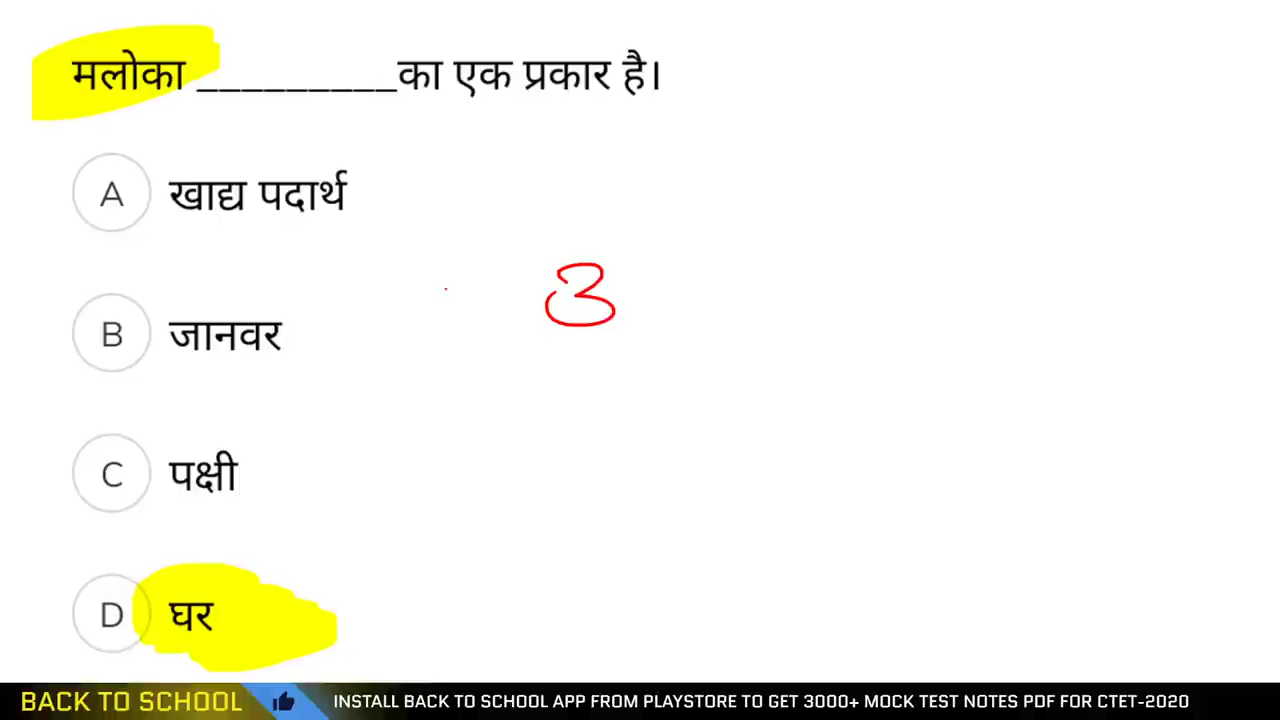 मलोका _________का एक प्रकार है।
A खाद्य पदार्थ
3
B जानवर
C पक्षी
D घर
BACK TO SCHOOL INSTALL BACK TO SCHOOL APP FROM PLAYSTORE TO GET 3000+ MOCK TEST NOTES PDF FOR CTET-2020